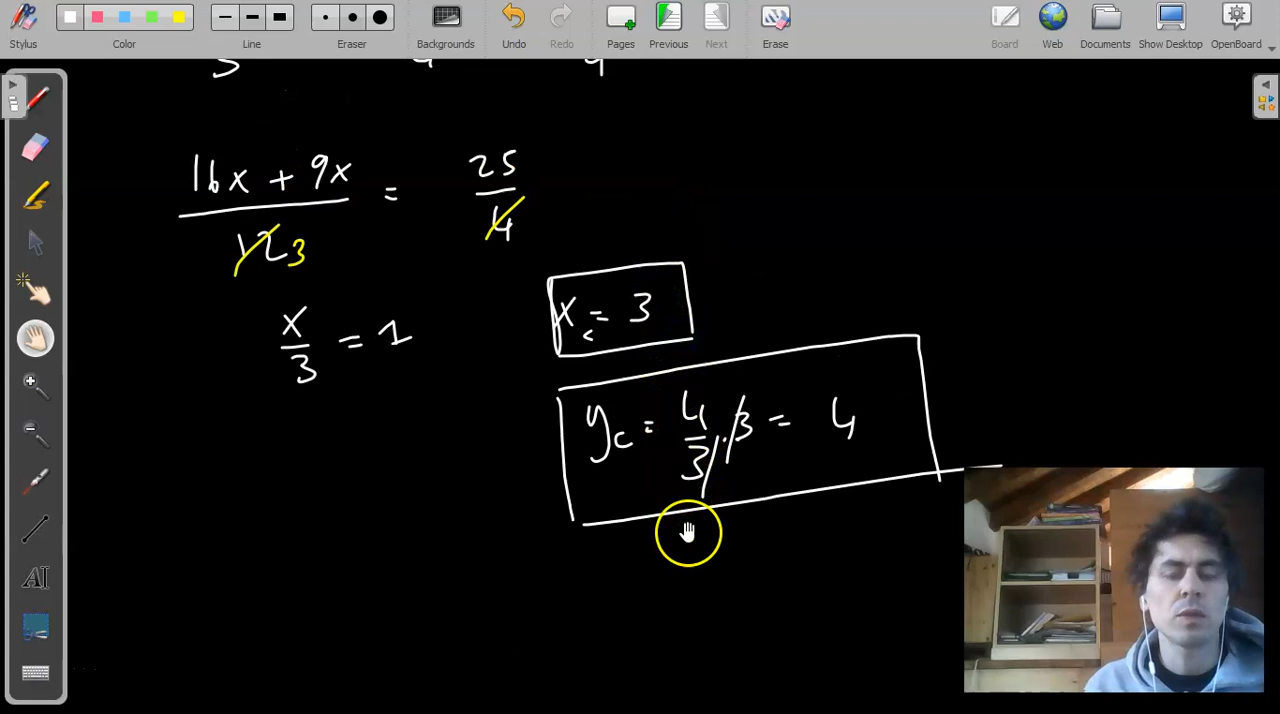 Stylus Color Line Eraser Backgrounds Undo Redo Pages Previous Next Erase Board Web Documents Show Desktop OpenBoard
16x + 9x = 25
12 3 4
x/3 = 1
xc = 3
yc = 4/3 · 3 = 4
AI